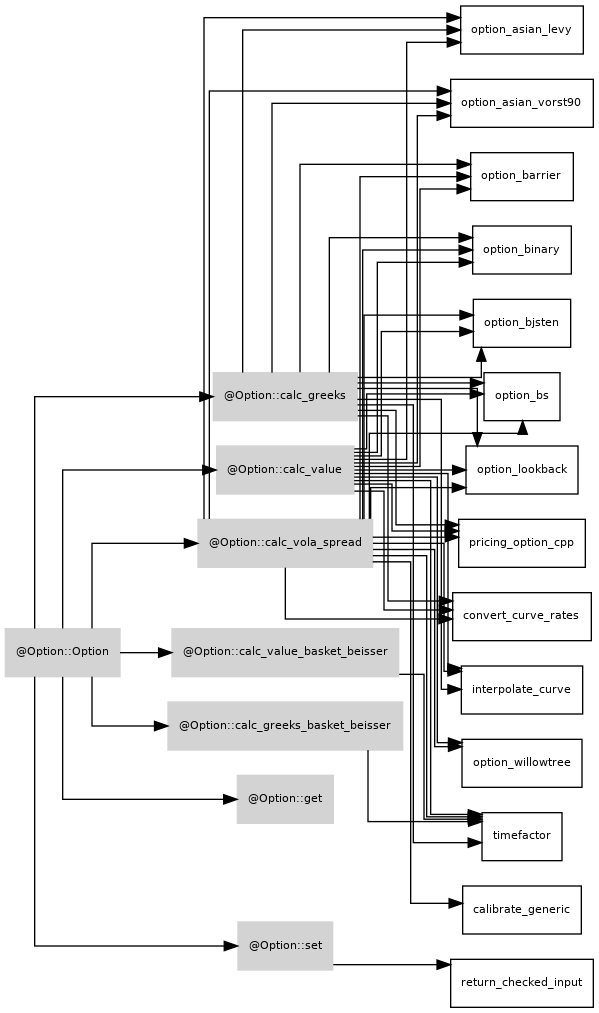 option_asian_levy
option_asian_vorst90
option_barrier
option_binary
option_bjsten
@Option::calc_greeks
option_bs
@Option::calc_value
option_lookback
@Option::calc_vola_spread
pricing_option_cpp
convert_curve_rates
@Option::Option
@Option::calc_value_basket_beisser
interpolate_curve
@Option::calc_greeks_basket_beisser
option_willowtree
@Option::get
timefactor
calibrate_generic
@Option::set
return_checked_input